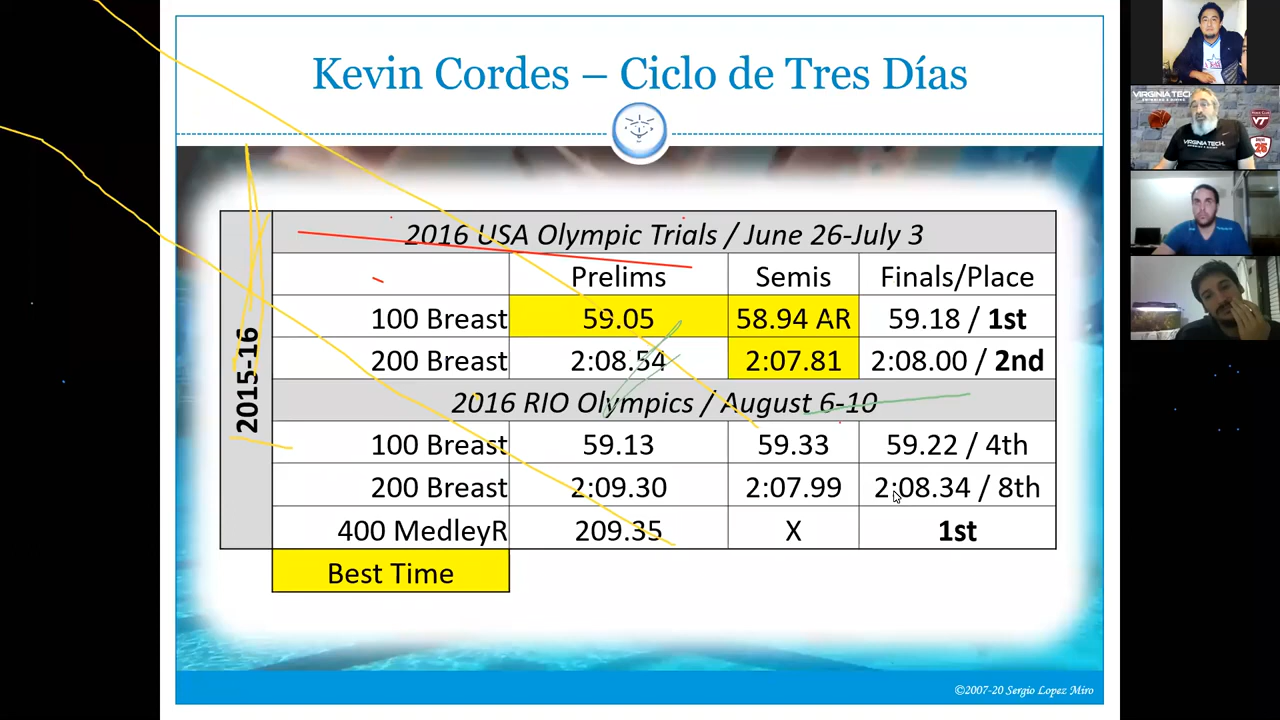 Kevin Cordes – Ciclo de Tres Días
2015-16
2016 USA Olympic Trials / June 26-July 3
Prelims Semis Finals/Place
100 Breast 59.05 58.94 AR 59.18 / 1st
200 Breast 2:08.54 2:07.81 2:08.00 / 2nd
2016 RIO Olympics / August 6-10
100 Breast 59.13 59.33 59.22 / 4th
200 Breast 2:09.30 2:07.99 2:08.34 / 8th
400 MedleyR 209.35 X 1st
Best Time
©2007-20 Sergio Lopez Miro
VIRGINIA TECH
VT
VIRGINIA TECH